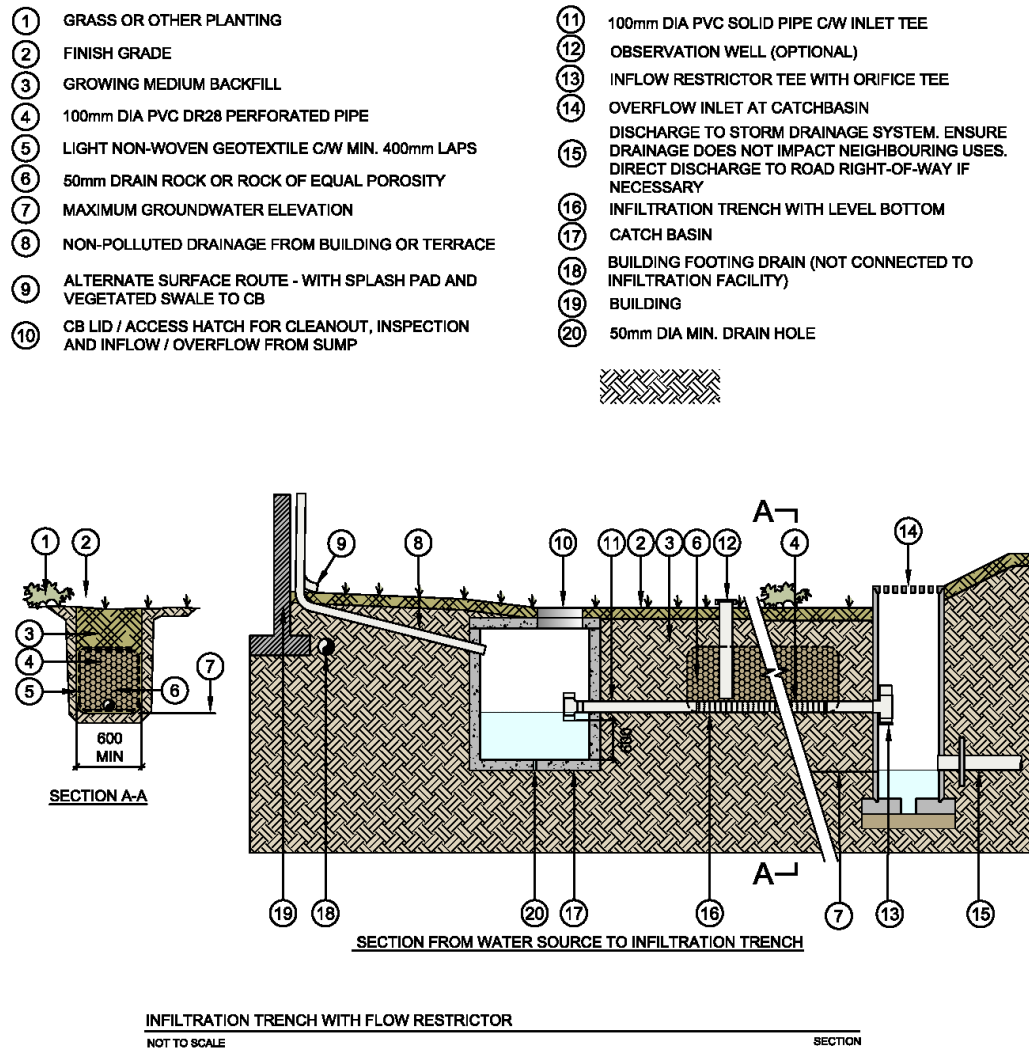 1 GRASS OR OTHER PLANTING
2 FINISH GRADE
3 GROWING MEDIUM BACKFILL
4 100mm DIA PVC DR28 PERFORATED PIPE
5 LIGHT NON-WOVEN GEOTEXTILE C/W MIN. 400mm LAPS
6 50mm DRAIN ROCK OR ROCK OF EQUAL POROSITY
7 MAXIMUM GROUNDWATER ELEVATION
8 NON-POLLUTED DRAINAGE FROM BUILDING OR TERRACE
9 ALTERNATE SURFACE ROUTE - WITH SPLASH PAD AND
VEGETATED SWALE TO CB
10 CB LID / ACCESS HATCH FOR CLEANOUT, INSPECTION
AND INFLOW / OVERFLOW FROM SUMP
11 100mm DIA PVC SOLID PIPE C/W INLET TEE
12 OBSERVATION WELL (OPTIONAL)
13 INFLOW RESTRICTOR TEE WITH ORIFICE TEE
14 OVERFLOW INLET AT CATCHBASIN
15 DISCHARGE TO STORM DRAINAGE SYSTEM. ENSURE
DRAINAGE DOES NOT IMPACT NEIGHBOURING USES.
DIRECT DISCHARGE TO ROAD RIGHT-OF-WAY IF
NECESSARY
16 INFILTRATION TRENCH WITH LEVEL BOTTOM
17 CATCH BASIN
18 BUILDING FOOTING DRAIN (NOT CONNECTED TO
INFILTRATION FACILITY)
19 BUILDING
20 50mm DIA MIN. DRAIN HOLE
1 2
3
4
5 6
7
600
MIN
SECTION A-A
A
9 8 10 11 2 3 6 12 4 14
600
A
19 18 20 17 16 7 13 15
SECTION FROM WATER SOURCE TO INFILTRATION TRENCH
INFILTRATION TRENCH WITH FLOW RESTRICTOR
NOT TO SCALE SECTION